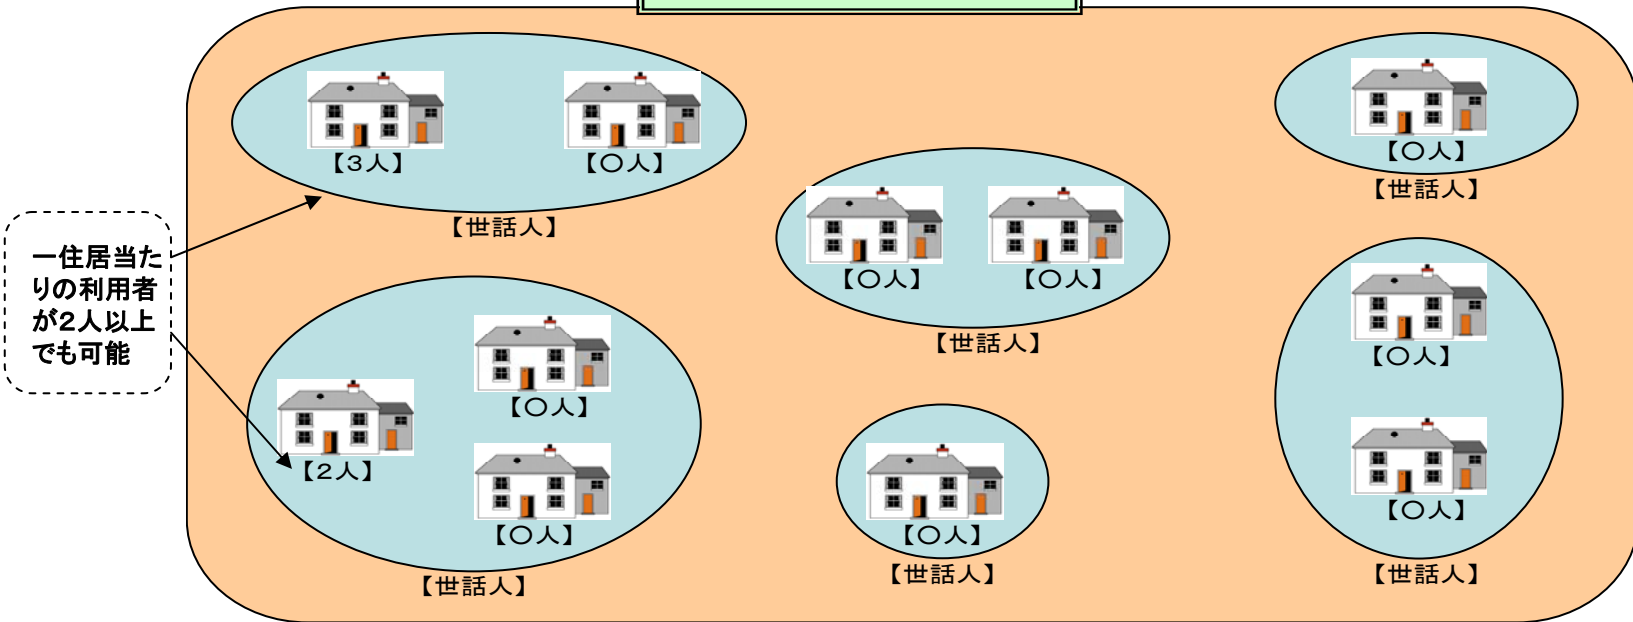 【3人】
【〇人】
【世話人】
【〇人】
【世話人】
【〇人】
【〇人】
【世話人】
一住居当た
りの利用者
が2人以上
でも可能
【2人】
【〇人】
【〇人】
【世話人】
【〇人】
【世話人】
【〇人】
【〇人】
【世話人】